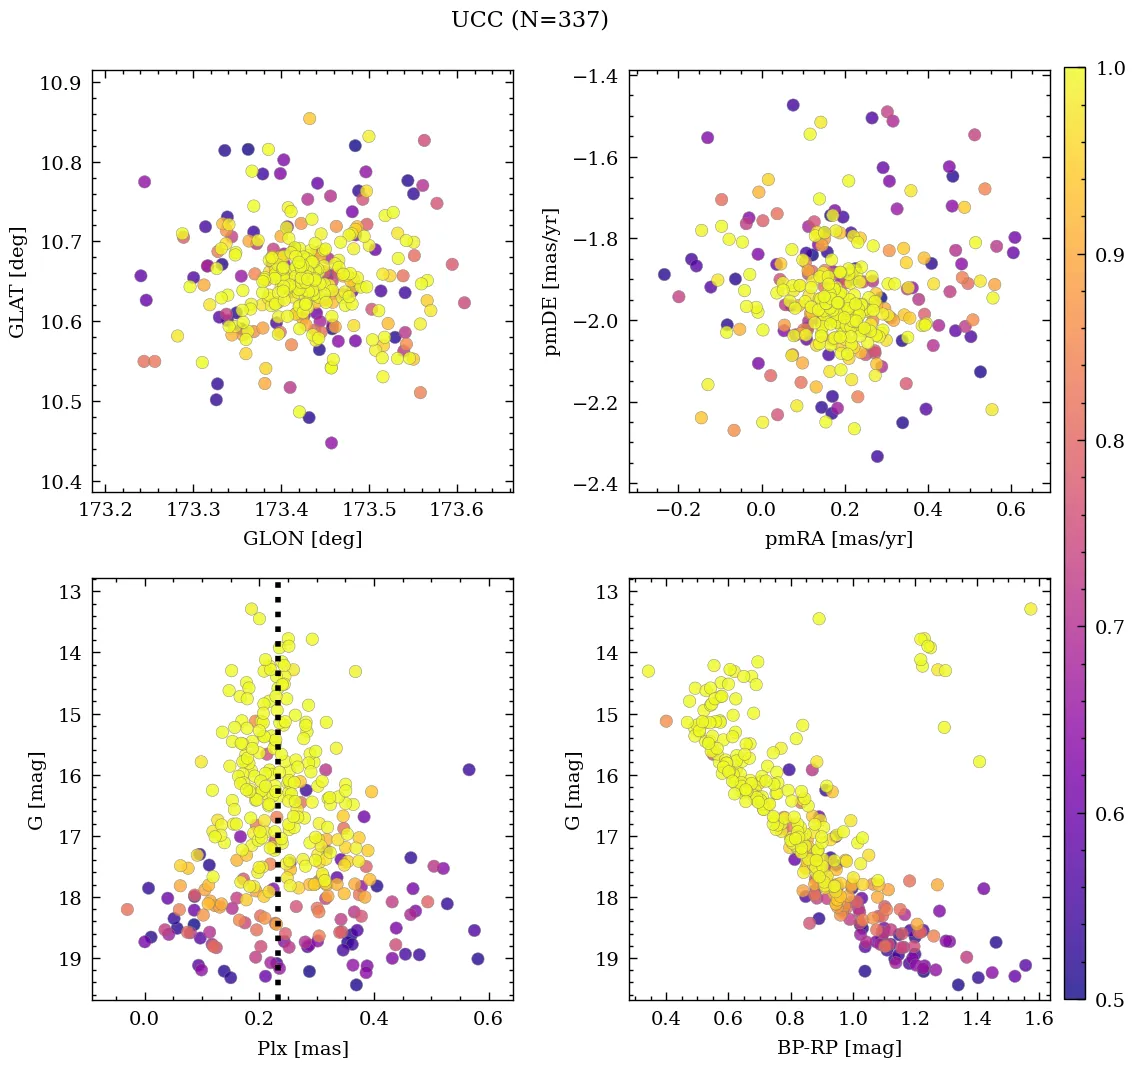 UCC (N=337)
10.9
10.8
10.7
10.6
10.5
10.4
GLAT [deg]
173.2 173.3 173.4 173.5 173.6
GLON [deg]
−1.4
−1.6
−1.8
−2.0
−2.2
−2.4
pmDE [mas/yr]
−0.2 0.0 0.2 0.4 0.6
pmRA [mas/yr]
13
14
15
16
17
18
19
G [mag]
0.0 0.2 0.4 0.6
Plx [mas]
13
14
15
16
17
18
19
G [mag]
0.4 0.6 0.8 1.0 1.2 1.4 1.6
BP-RP [mag]
1.0
0.9
0.8
0.7
0.6
0.5